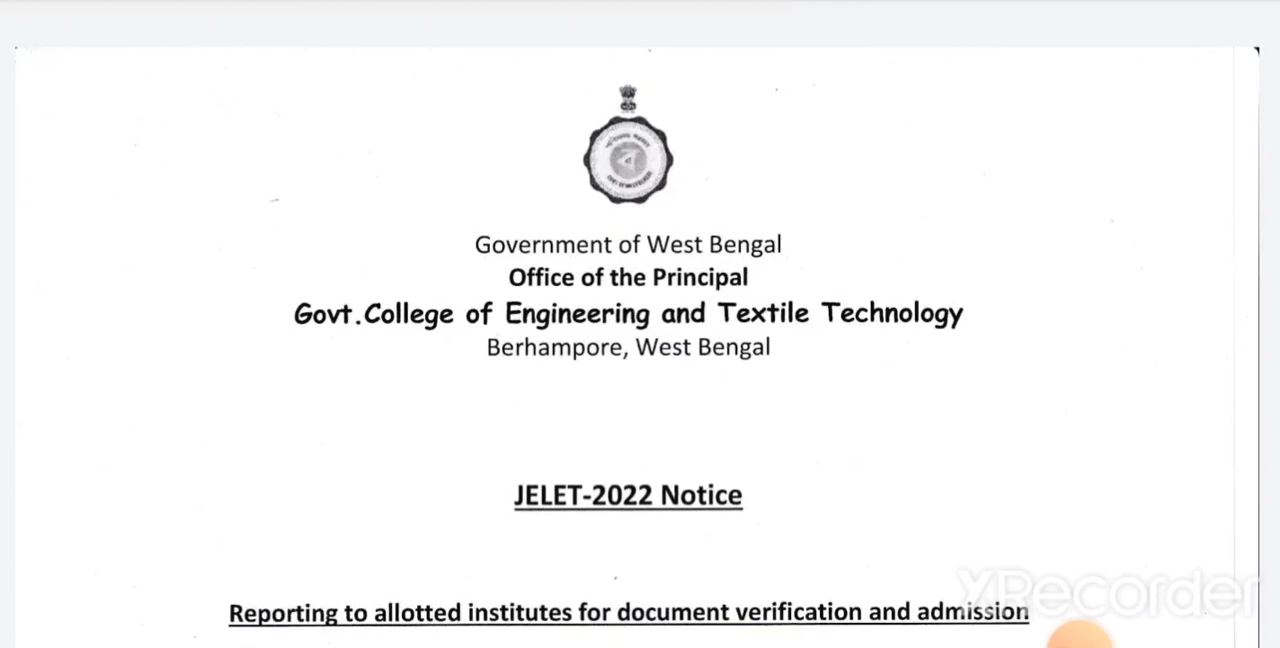 Government of West Bengal
Office of the Principal
Govt.College of Engineering and Textile Technology
Berhampore, West Bengal
JELET-2022 Notice
Reporting to allotted institutes for document verification and admission
XRecorder